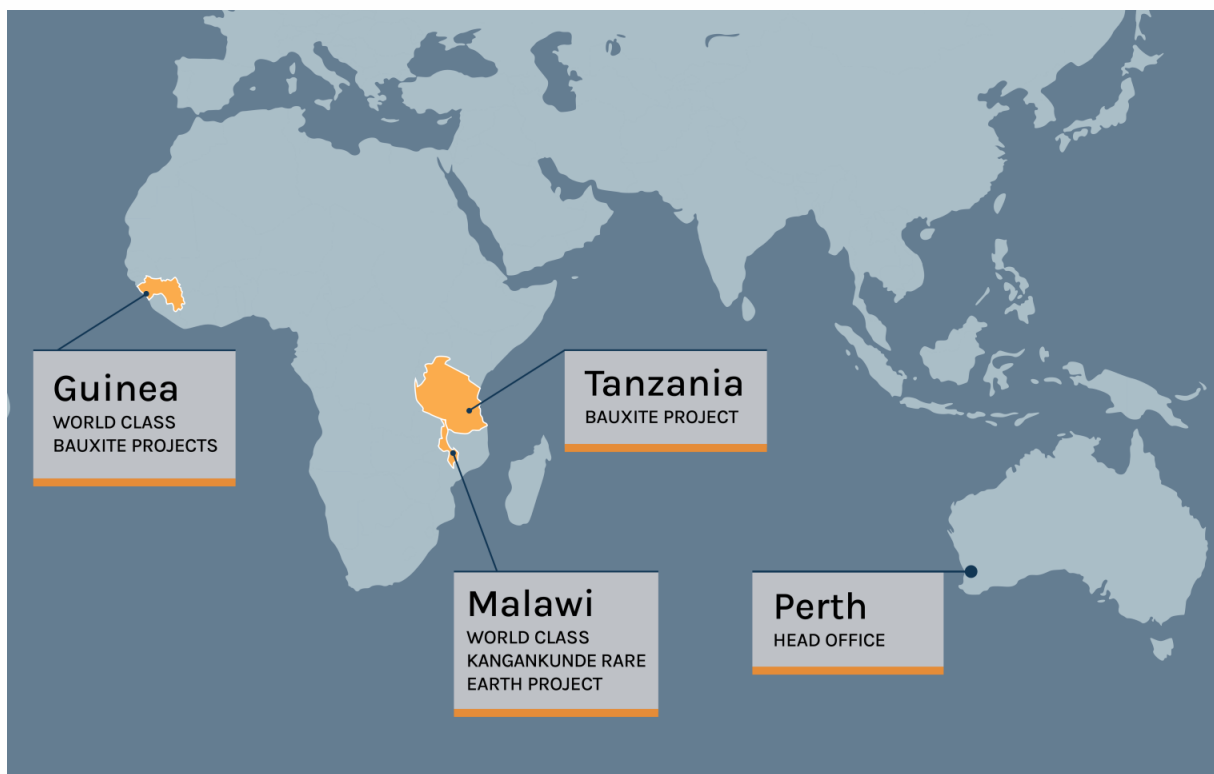 Guinea
WORLD CLASS
BAUXITE PROJECTS
Tanzania
BAUXITE PROJECT
Malawi
WORLD CLASS
KANGANKUNDE RARE
EARTH PROJECT
Perth
HEAD OFFICE